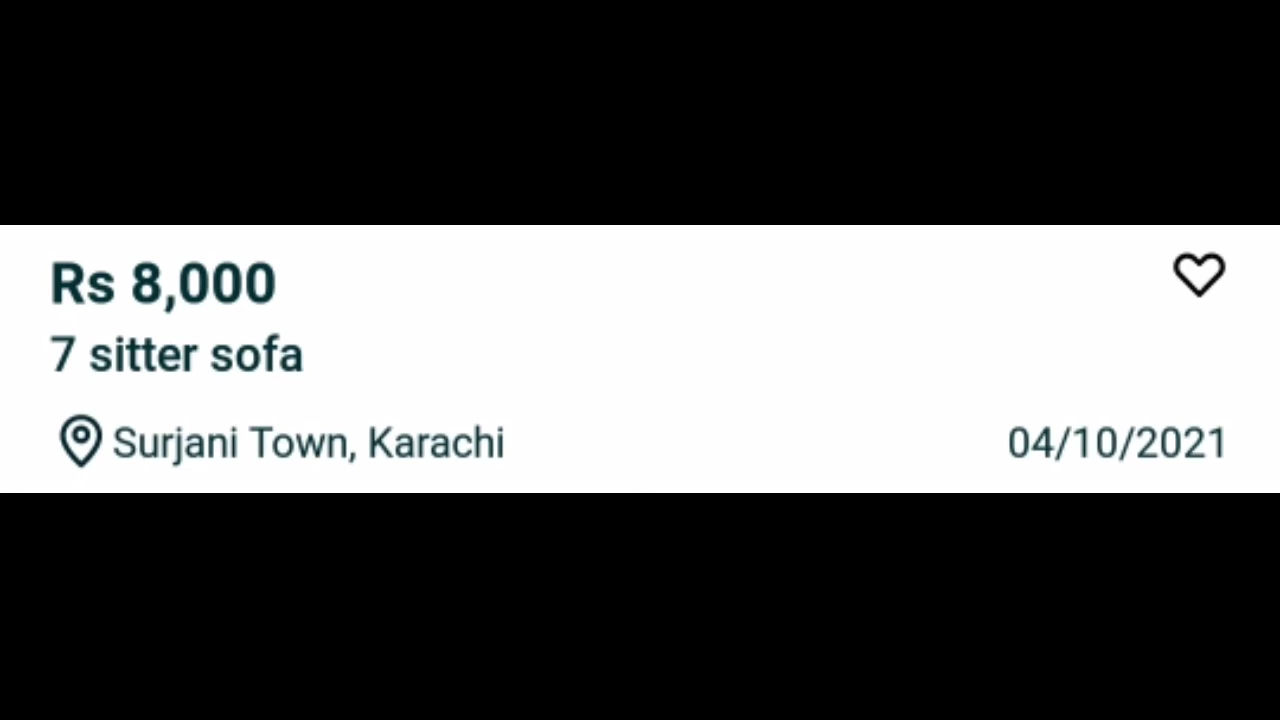 Rs 8,000
7 sitter sofa
Surjani Town, Karachi 04/10/2021